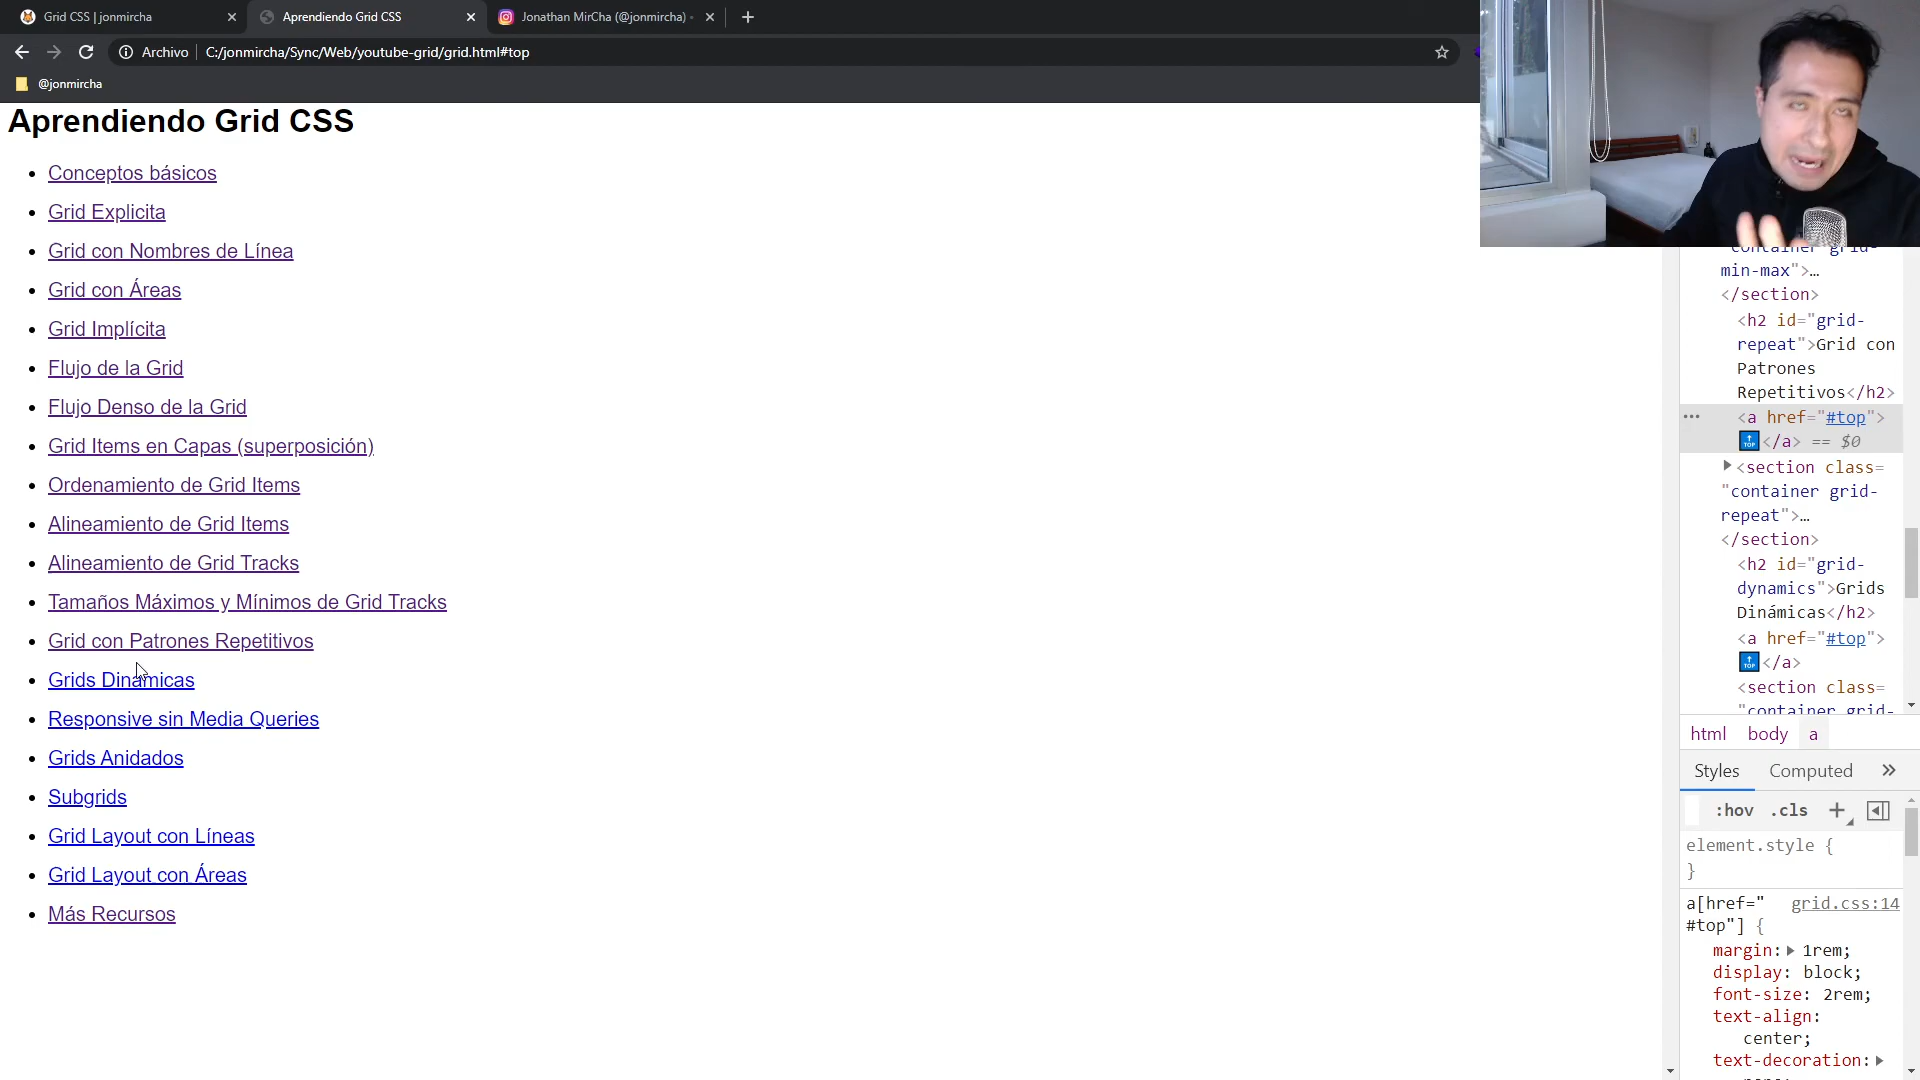 Grid CSS | jonmircha
Aprendiendo Grid CSS
Jonathan MirCha (@jonmircha)
Archivo
C:/jonmircha/Sync/Web/youtube-grid/grid.html#top
@jonmircha
Aprendiendo Grid CSS
Conceptos básicos
Grid Explicita
Grid con Nombres de Línea
Grid con Áreas
Grid Implícita
Flujo de la Grid
Flujo Denso de la Grid
Grid Items en Capas (superposición)
Ordenamiento de Grid Items
Alineamiento de Grid Items
Alineamiento de Grid Tracks
Tamaños Máximos y Mínimos de Grid Tracks
Grid con Patrones Repetitivos
Grids Dinámicas
Responsive sin Media Queries
Grids Anidados
Subgrids
Grid Layout con Líneas
Grid Layout con Áreas
Más Recursos
"container grid-
min-max">…
</section>
<h2 id="grid-
repeat">Grid con
Patrones
Repetitivos</h2>
<a href="#top">
TOP </a> == $0
<section class=
"container grid-
repeat">…
</section>
<h2 id="grid-
dynamics">Grids
Dinámicas</h2>
<a href="#top">
TOP </a>
<section class=
"container grid-
html body a
Styles Computed »
:hov .cls +
element.style {
}
a[href=" grid.css:14
#top"] {
margin: 1rem;
display: block;
font-size: 2rem;
text-align:
center;
text-decoration: